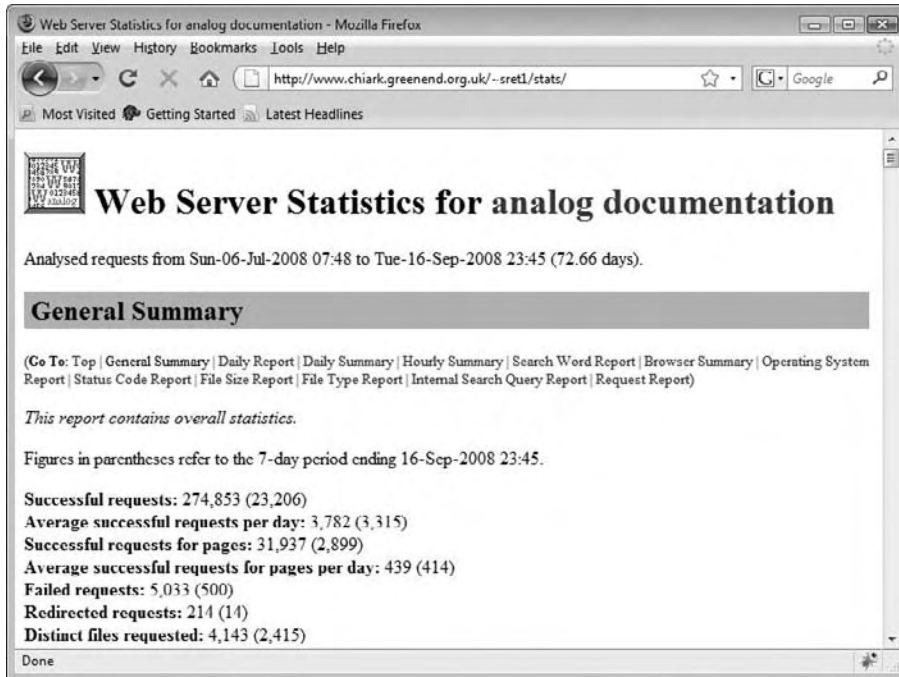 Web Server Statistics for analog documentation - Mozilla Firefox
File Edit View History Bookmarks Tools Help
http://www.chiark.greenend.org.uk/~sret1/stats/
G Google
Most Visited Getting Started Latest Headlines
analog
Web Server Statistics for analog documentation
Analysed requests from Sun-06-Jul-2008 07:48 to Tue-16-Sep-2008 23:45 (72.66 days).
General Summary
(Go To: Top | General Summary | Daily Report | Daily Summary | Hourly Summary | Search Word Report | Browser Summary | Operating System
Report | Status Code Report | File Size Report | File Type Report | Internal Search Query Report | Request Report)
This report contains overall statistics.
Figures in parentheses refer to the 7-day period ending 16-Sep-2008 23:45.
Successful requests: 274,853 (23,206)
Average successful requests per day: 3,782 (3,315)
Successful requests for pages: 31,937 (2,899)
Average successful requests for pages per day: 439 (414)
Failed requests: 5,033 (500)
Redirected requests: 214 (14)
Distinct files requested: 4,143 (2,415)
Done